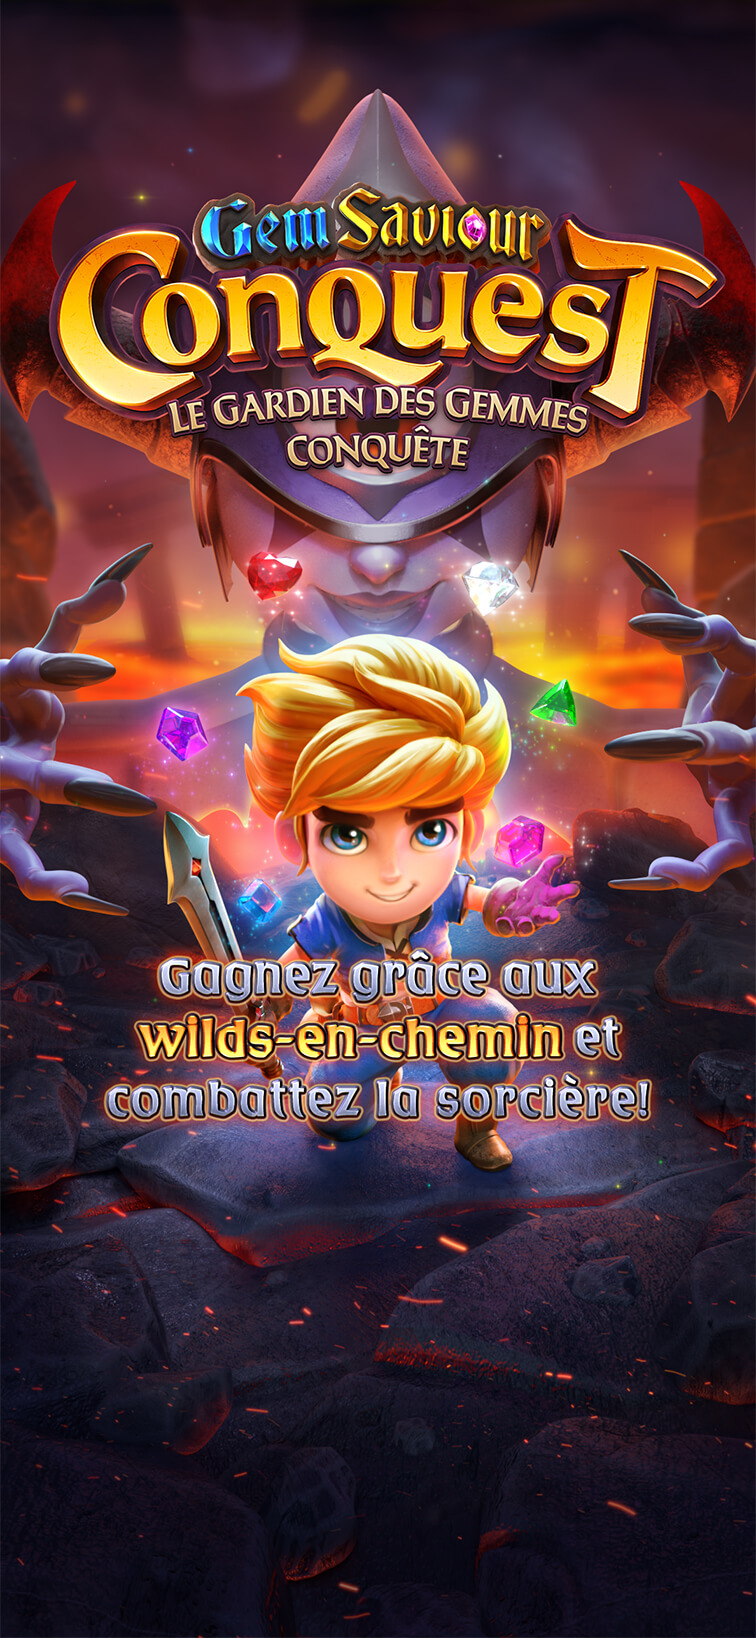 Gem Saviour
Conquest
LE GARDIEN DES GEMMES
CONQUÊTE
Gagnez grâce aux
wilds-en-chemin et
combattez la sorcière!